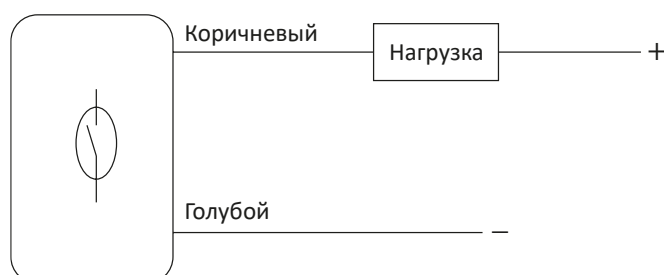 Коричневый
Нагрузка
+
Голубой
−